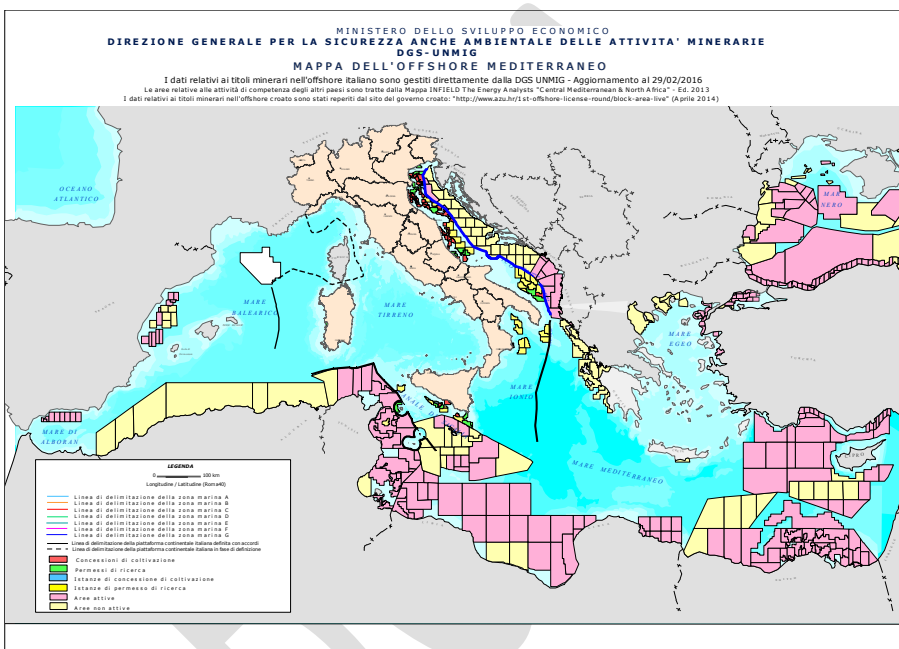 MINISTERO DELLO SVILUPPO ECONOMICO
DIREZIONE GENERALE PER LA SICUREZZA ANCHE AMBIENTALE DELLE ATTIVITA' MINERARIE
DGS-UNMIG
MAPPA DELL'OFFSHORE MEDITERRANEO
I dati relativi ai titoli minerari nell'offshore italiano sono gestiti direttamente dalla DGS UNMIG - Aggiornamento al 29/02/2016
Le aree relative alle attività di competenza degli altri paesi sono tratte dalla Mappa INFIELD The Energy Analysts "Central Mediterranean & North Africa" - Ed. 2013
I dati relativi ai titoli minerari nell'offshore croato sono stati reperiti dal sito del governo croato: "http://www.azu.hr/1st-offshore-license-round/block-area-live" (Aprile 2014)
OCEANO
ATLANTICO
MAR
NERO
MARE
BALEARICO
MARE
TIRRENO
MARE
EGEO
MARE
IONIO
MARE DI
ALBORAN
MARE MEDITERRANEO
CIPRO
LEGENDA
0 100 km
Longitudine / Latitudine (Roma40)
Linea di delimitazione della zona marina A
Linea di delimitazione della zona marina B
Linea di delimitazione della zona marina C
Linea di delimitazione della zona marina D
Linea di delimitazione della zona marina E
Linea di delimitazione della zona marina F
Linea di delimitazione della zona marina G
Linea di delimitazione della piattaforma continentale italiana definita con accordi
Linea di delimitazione della piattaforma continentale italiana in fase di definizione
Concessioni di coltivazione
Permessi di ricerca
Istanze di concessione di coltivazione
Istanze di permesso di ricerca
Aree attive
Aree non attive